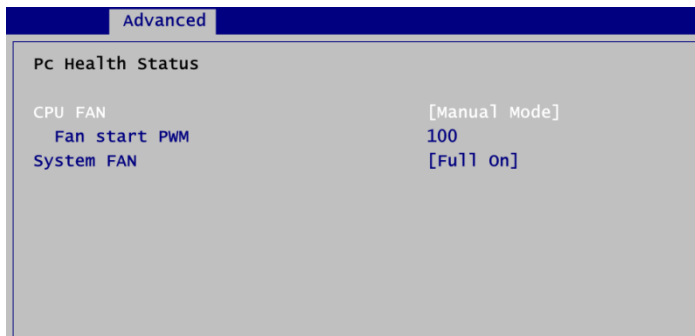 Advanced
Pc Health Status
CPU FAN [Manual Mode]
Fan start PWM 100
System FAN [Full On]